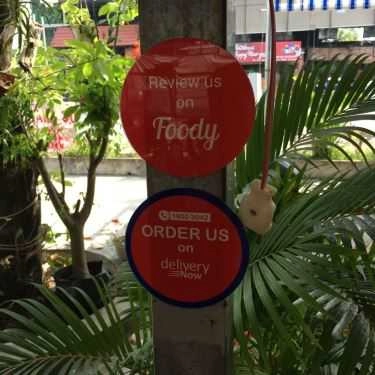 Review us
on
Foody
1900 2042
ORDER US
on
delivery
Now